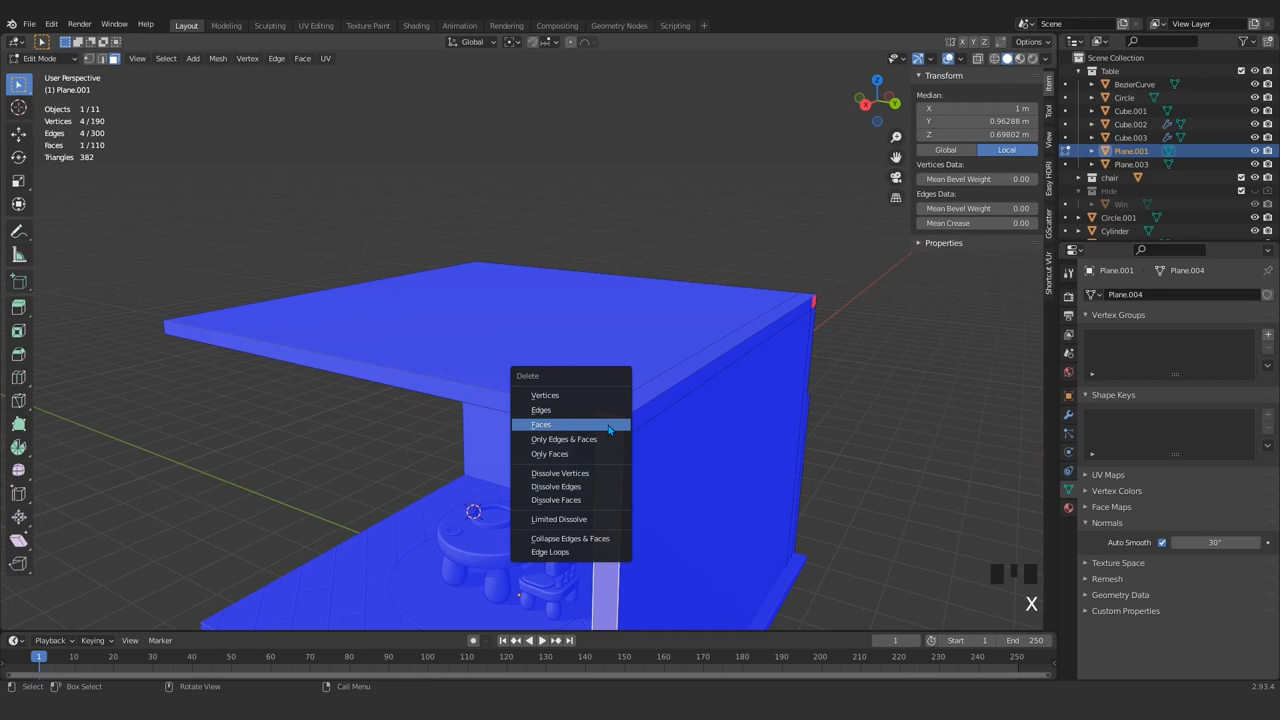 File Edit Render Window Help
Layout Modeling Sculpting UV Editing Texture Paint Shading Animation Rendering Compositing Geometry Nodes Scripting +
Scene
View Layer
Global
X Y Z
Options
Edit Mode
View Select Add Mesh Vertex Edge Face UV
User Perspective
(1) Plane.001
Objects 1/11
Vertices 4/190
Edges 4/300
Faces 1/110
Triangles 382
Z
X
Y
Transform
Median:
X 1 m
Y 0.96288 m
Z 0.69802 m
Global Local
Vertices Data:
Mean Bevel Weight 0.00
Edges Data:
Mean Bevel Weight 0.00
Mean Crease 0.00
Properties
Item
Tool
View
Easy HDRI
GScatter
Shortcut VUr
Scene Collection
Table
BezierCurve
Circle
Cube.001
Cube.002
Cube.003
Plane.001
Plane.003
chair
Hide
Win
Circle.001
Cylinder
Plane.001 Plane.004
Plane.004
Vertex Groups
Shape Keys
UV Maps
Vertex Colors
Face Maps
Normals
Auto Smooth 30°
Texture Space
Remesh
Geometry Data
Custom Properties
Delete
Vertices
Edges
Faces
Only Edges & Faces
Only Faces
Dissolve Vertices
Dissolve Edges
Dissolve Faces
Limited Dissolve
Collapse Edges & Faces
Edge Loops
X
Playback Keying View Marker
1
Start 1
End 250
1 10 20 30 40 50 60 70 80 90 100 110 120 130 140 150 160 170 180 190 200 210 220 230 240 250
Select Box Select Rotate View Call Menu
2.93.4